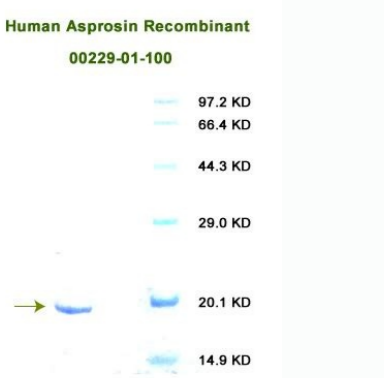 Human Asprosin Recombinant
00229-01-100
97.2 KD
66.4 KD
44.3 KD
29.0 KD
20.1 KD
14.9 KD